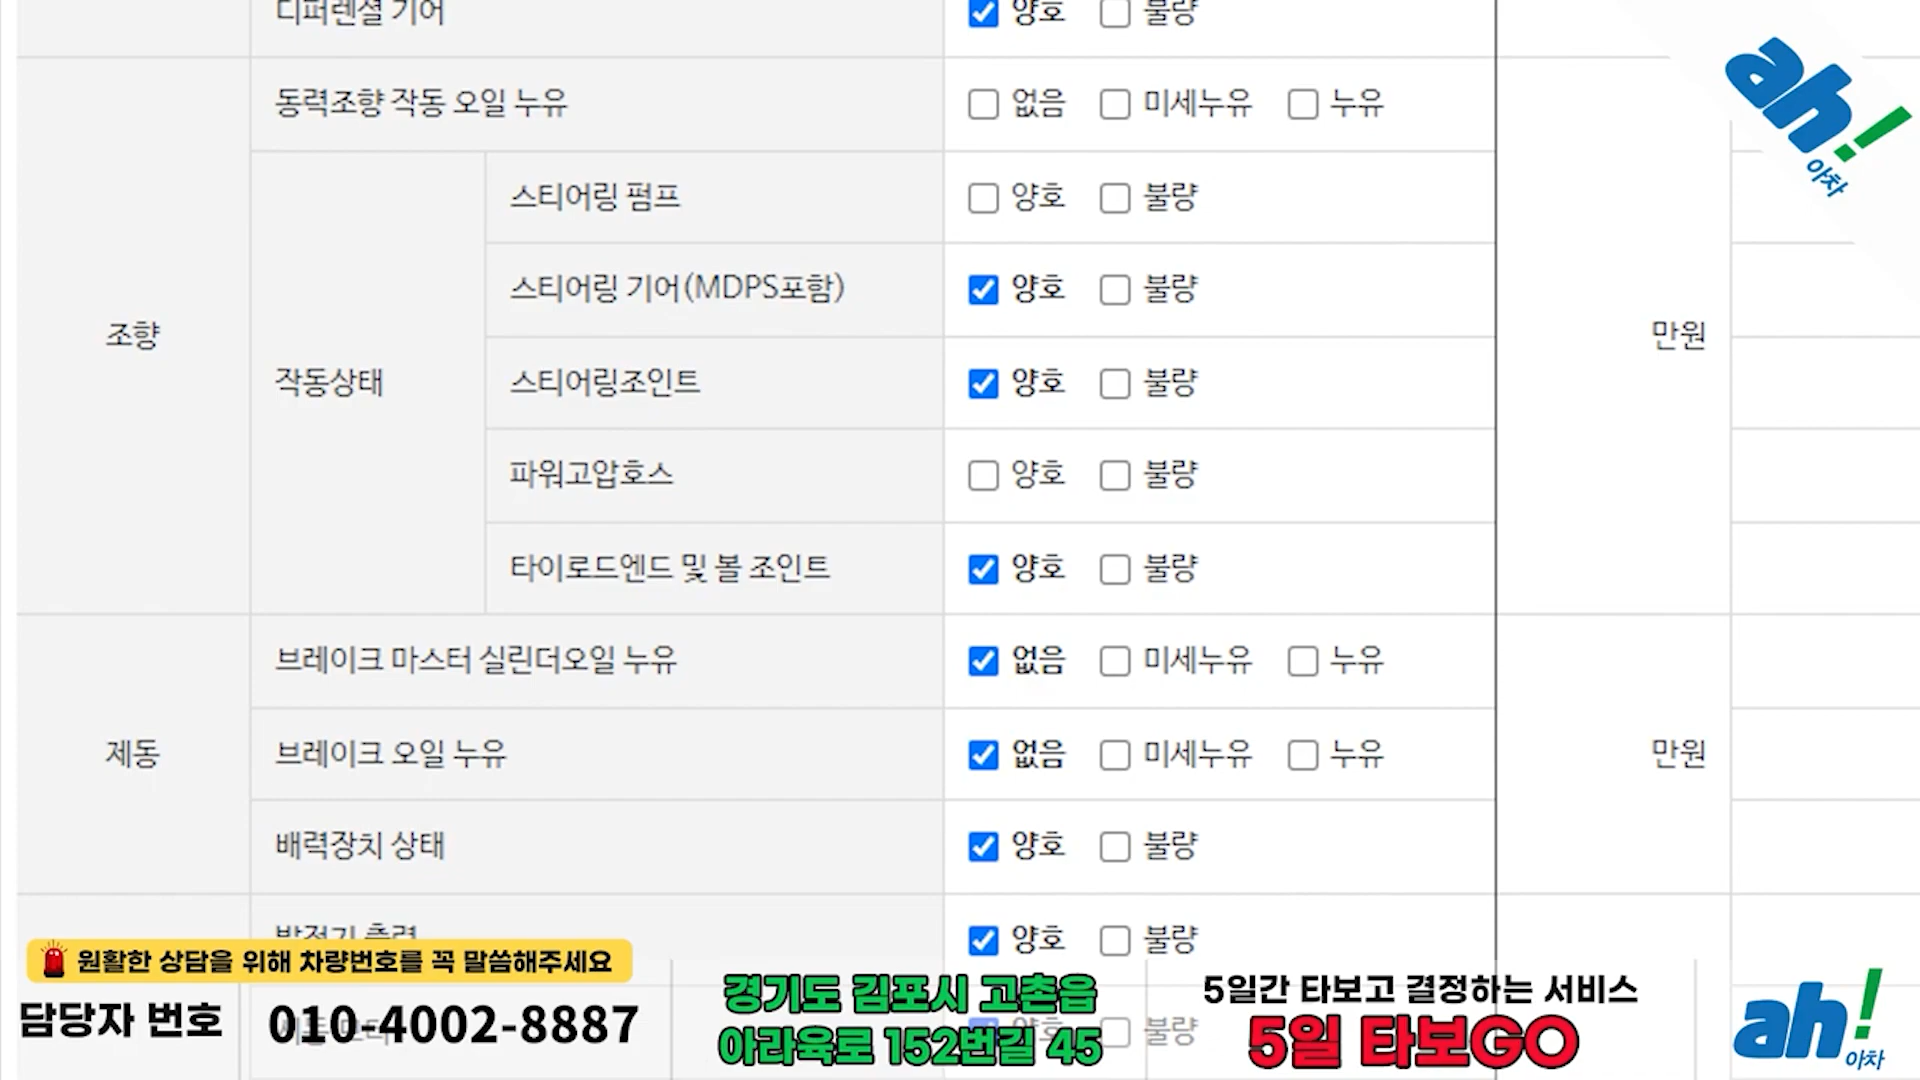 디퍼렌셜 기어 양호 불량
동력조향 작동 오일 누유 없음 미세누유 누유
스티어링 펌프 양호 불량
스티어링 기어(MDPS포함) 양호 불량
조향 만원
작동상태 스티어링조인트 양호 불량
파워고압호스 양호 불량
타이로드엔드 및 볼 조인트 양호 불량
브레이크 마스터 실린더오일 누유 없음 미세누유 누유
제동 브레이크 오일 누유 없음 미세누유 누유 만원
배력장치 상태 양호 불량
발전기 출력 양호 불량
양호 불량
ah!
아차
원활한 상담을 위해 차량번호를 꼭 말씀해주세요
담당자 번호 010-4002-8887
경기도 김포시 고촌읍
아라육로 152번길 45
5일간 타보고 결정하는 서비스
5일 타보GO
ah!
아차